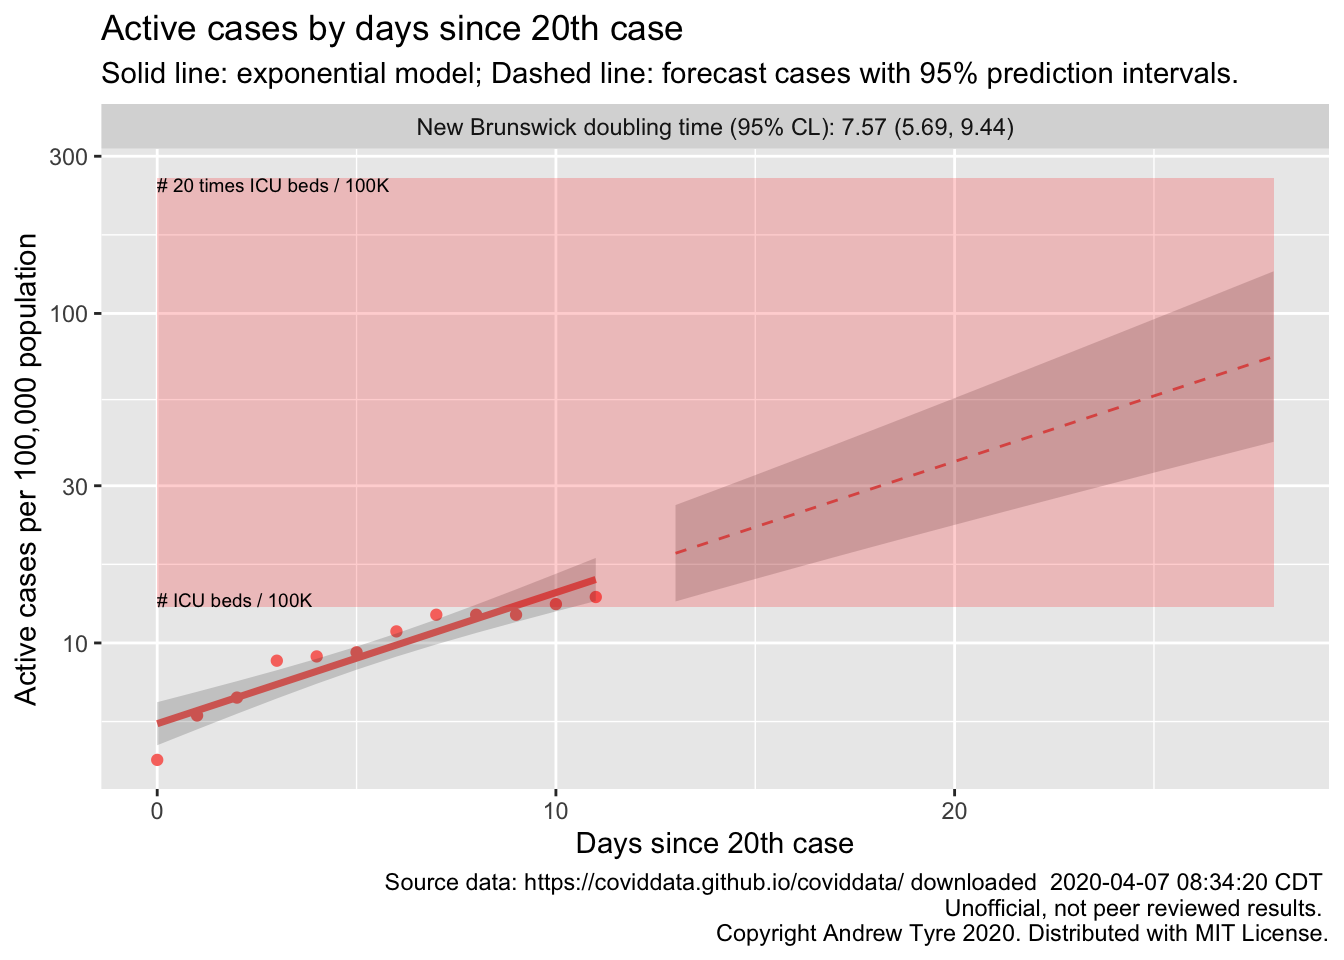 Active cases by days since 20th case
Solid line: exponential model; Dashed line: forecast cases with 95% prediction intervals.
New Brunswick doubling time (95% CL): 7.57 (5.69, 9.44)
Active cases per 100,000 population
300
100
30
10
# 20 times ICU beds / 100K
# ICU beds / 100K
0
10
20
Days since 20th case
Source data: https://coviddata.github.io/coviddata/ downloaded  2020-04-07 08:34:20 CDT
Unofficial, not peer reviewed results.
Copyright Andrew Tyre 2020. Distributed with MIT License.